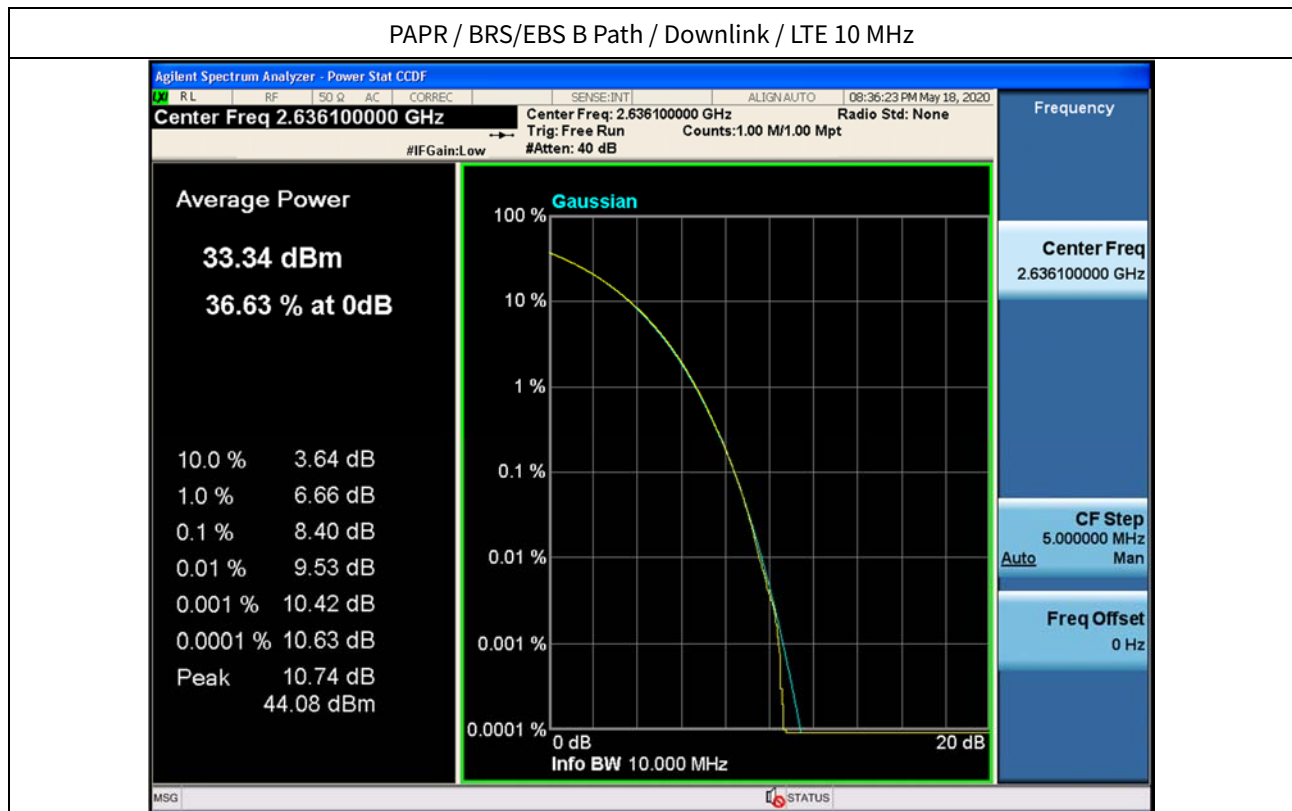 PAPR / BRS/EBS B Path / Downlink / LTE 10 MHz
Agilent Spectrum Analyzer - Power Stat CCDF
LXI RL RF 50 Ω AC CORREC SENSE:INT ALIGN AUTO 08:36:23 PM May 18, 2020
Center Freq 2.636100000 GHz
Center Freq: 2.636100000 GHz Radio Std: None
Trig: Free Run Counts:1.00 M/1.00 Mpt
#IFGain:Low #Atten: 40 dB
Frequency
Average Power
33.34 dBm
36.63 % at 0dB
10.0 % 3.64 dB
1.0 % 6.66 dB
0.1 % 8.40 dB
0.01 % 9.53 dB
0.001 % 10.42 dB
0.0001 % 10.63 dB
Peak 10.74 dB
44.08 dBm
Gaussian
100 %
10 %
1 %
0.1 %
0.01 %
0.001 %
0.0001 %
0 dB 20 dB
Info BW 10.000 MHz
Center Freq
2.636100000 GHz
CF Step
5.000000 MHz
Auto Man
Freq Offset
0 Hz
MSG STATUS